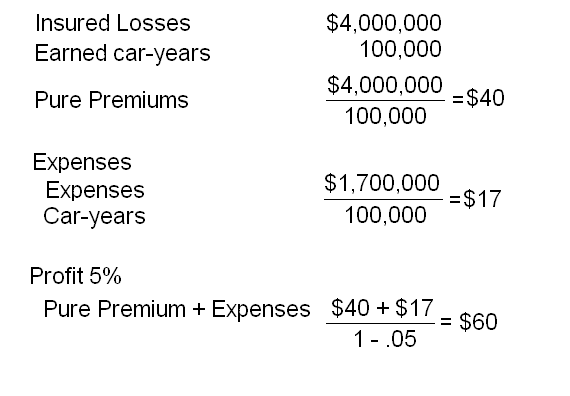 Insured Losses $4,000,000
Earned car-years 100,000
Pure Premiums $4,000,000 / 100,000 =$40
Expenses
Expenses $1,700,000
Car-years 100,000 =$17
Profit 5%
Pure Premium + Expenses $40 + $17 / 1 - .05 = $60